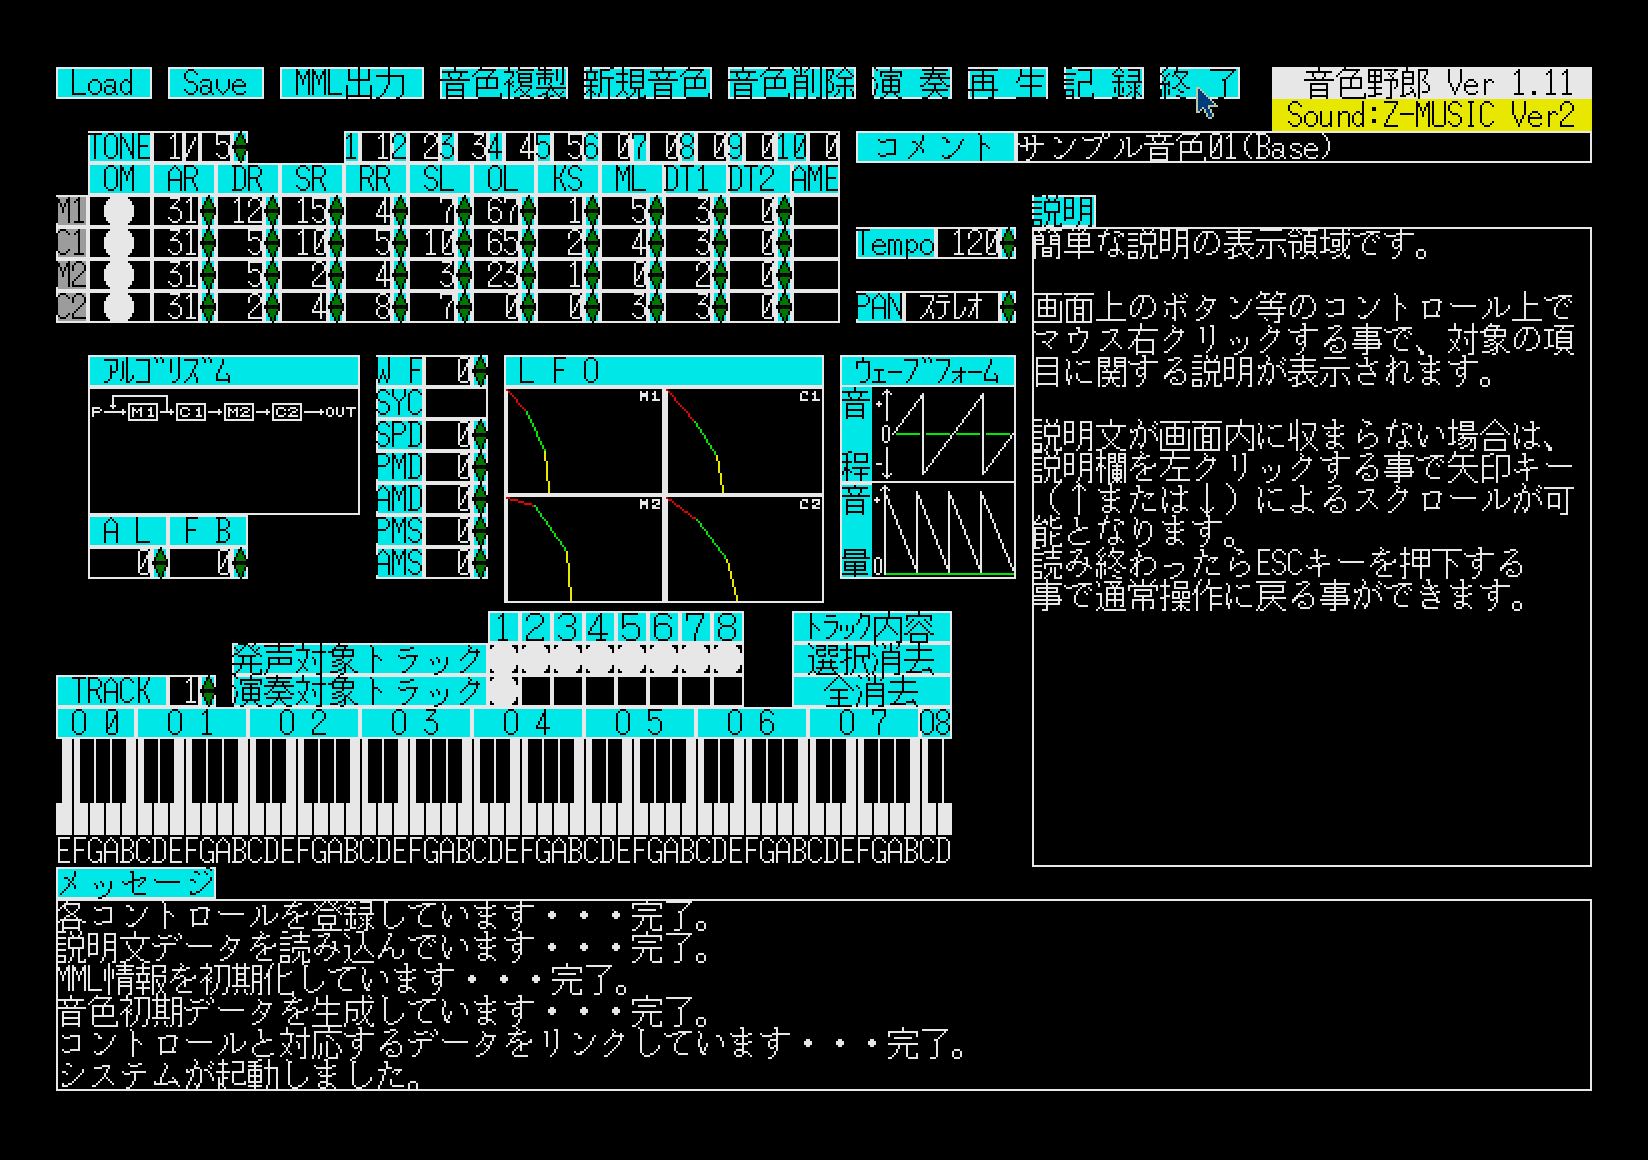 Load Save MML出力 音色複製 新規音色 音色削除 演 奏 再 生 記 録 終 了 音色野郎 Ver 1.11
Sound:Z-MUSIC Ver2
TONE 1/ 5 1 1 2 2 3 3 4 4 5 5 6 0 7 0 8 0 9 0 10 0 コメント サンプル音色01(Base)
OM AR DR SR RR SL OL KS ML DT1 DT2 AME
M1 31 12 15 4 7 67 1 5 3 0
C1 31 5 10 5 10 65 2 4 3 0
M2 31 5 2 4 3 23 1 0 2 0
C2 31 2 4 8 7 0 0 3 3 0
Tempo 120
PAN ステレオ
説明
簡単な説明の表示領域です。
画面上のボタン等のコントロール上で
マウス右クリックする事で、対象の項
目に関する説明が表示されます。
説明文が画面内に収まらない場合は、
説明欄を左クリックする事で矢印キー
(↑または↓)によるスクロールが可
能となります。
読み終わったらESCキーを押下する
事で通常操作に戻る事ができます。
アルゴリズム
P M1 C1 M2 C2 OUT
A L F B
0 0
W F 0
SYC
SPD 0
PMD 0
AMD 0
PMS 0
AMS 0
L F O
M1 C1
M2 C2
ウェーブフォーム
音程 + 0 -
音量 + 0
1 2 3 4 5 6 7 8 トラック内容
発声対象トラック 選択消去
TRACK 1 演奏対象トラック 全消去
O 0 O 1 O 2 O 3 O 4 O 5 O 6 O 7 O8
EFGABCDEFGABCDEFGABCDEFGABCDEFGABCDEFGABCDEFGABCDEFGABCD
メッセージ
各コントロールを登録しています・・・完了。
説明文データを読み込んでいます・・・完了。
MML情報を初期化しています・・・完了。
音色初期データを生成しています・・・完了。
コントロールと対応するデータをリンクしています・・・完了。
システムが起動しました。